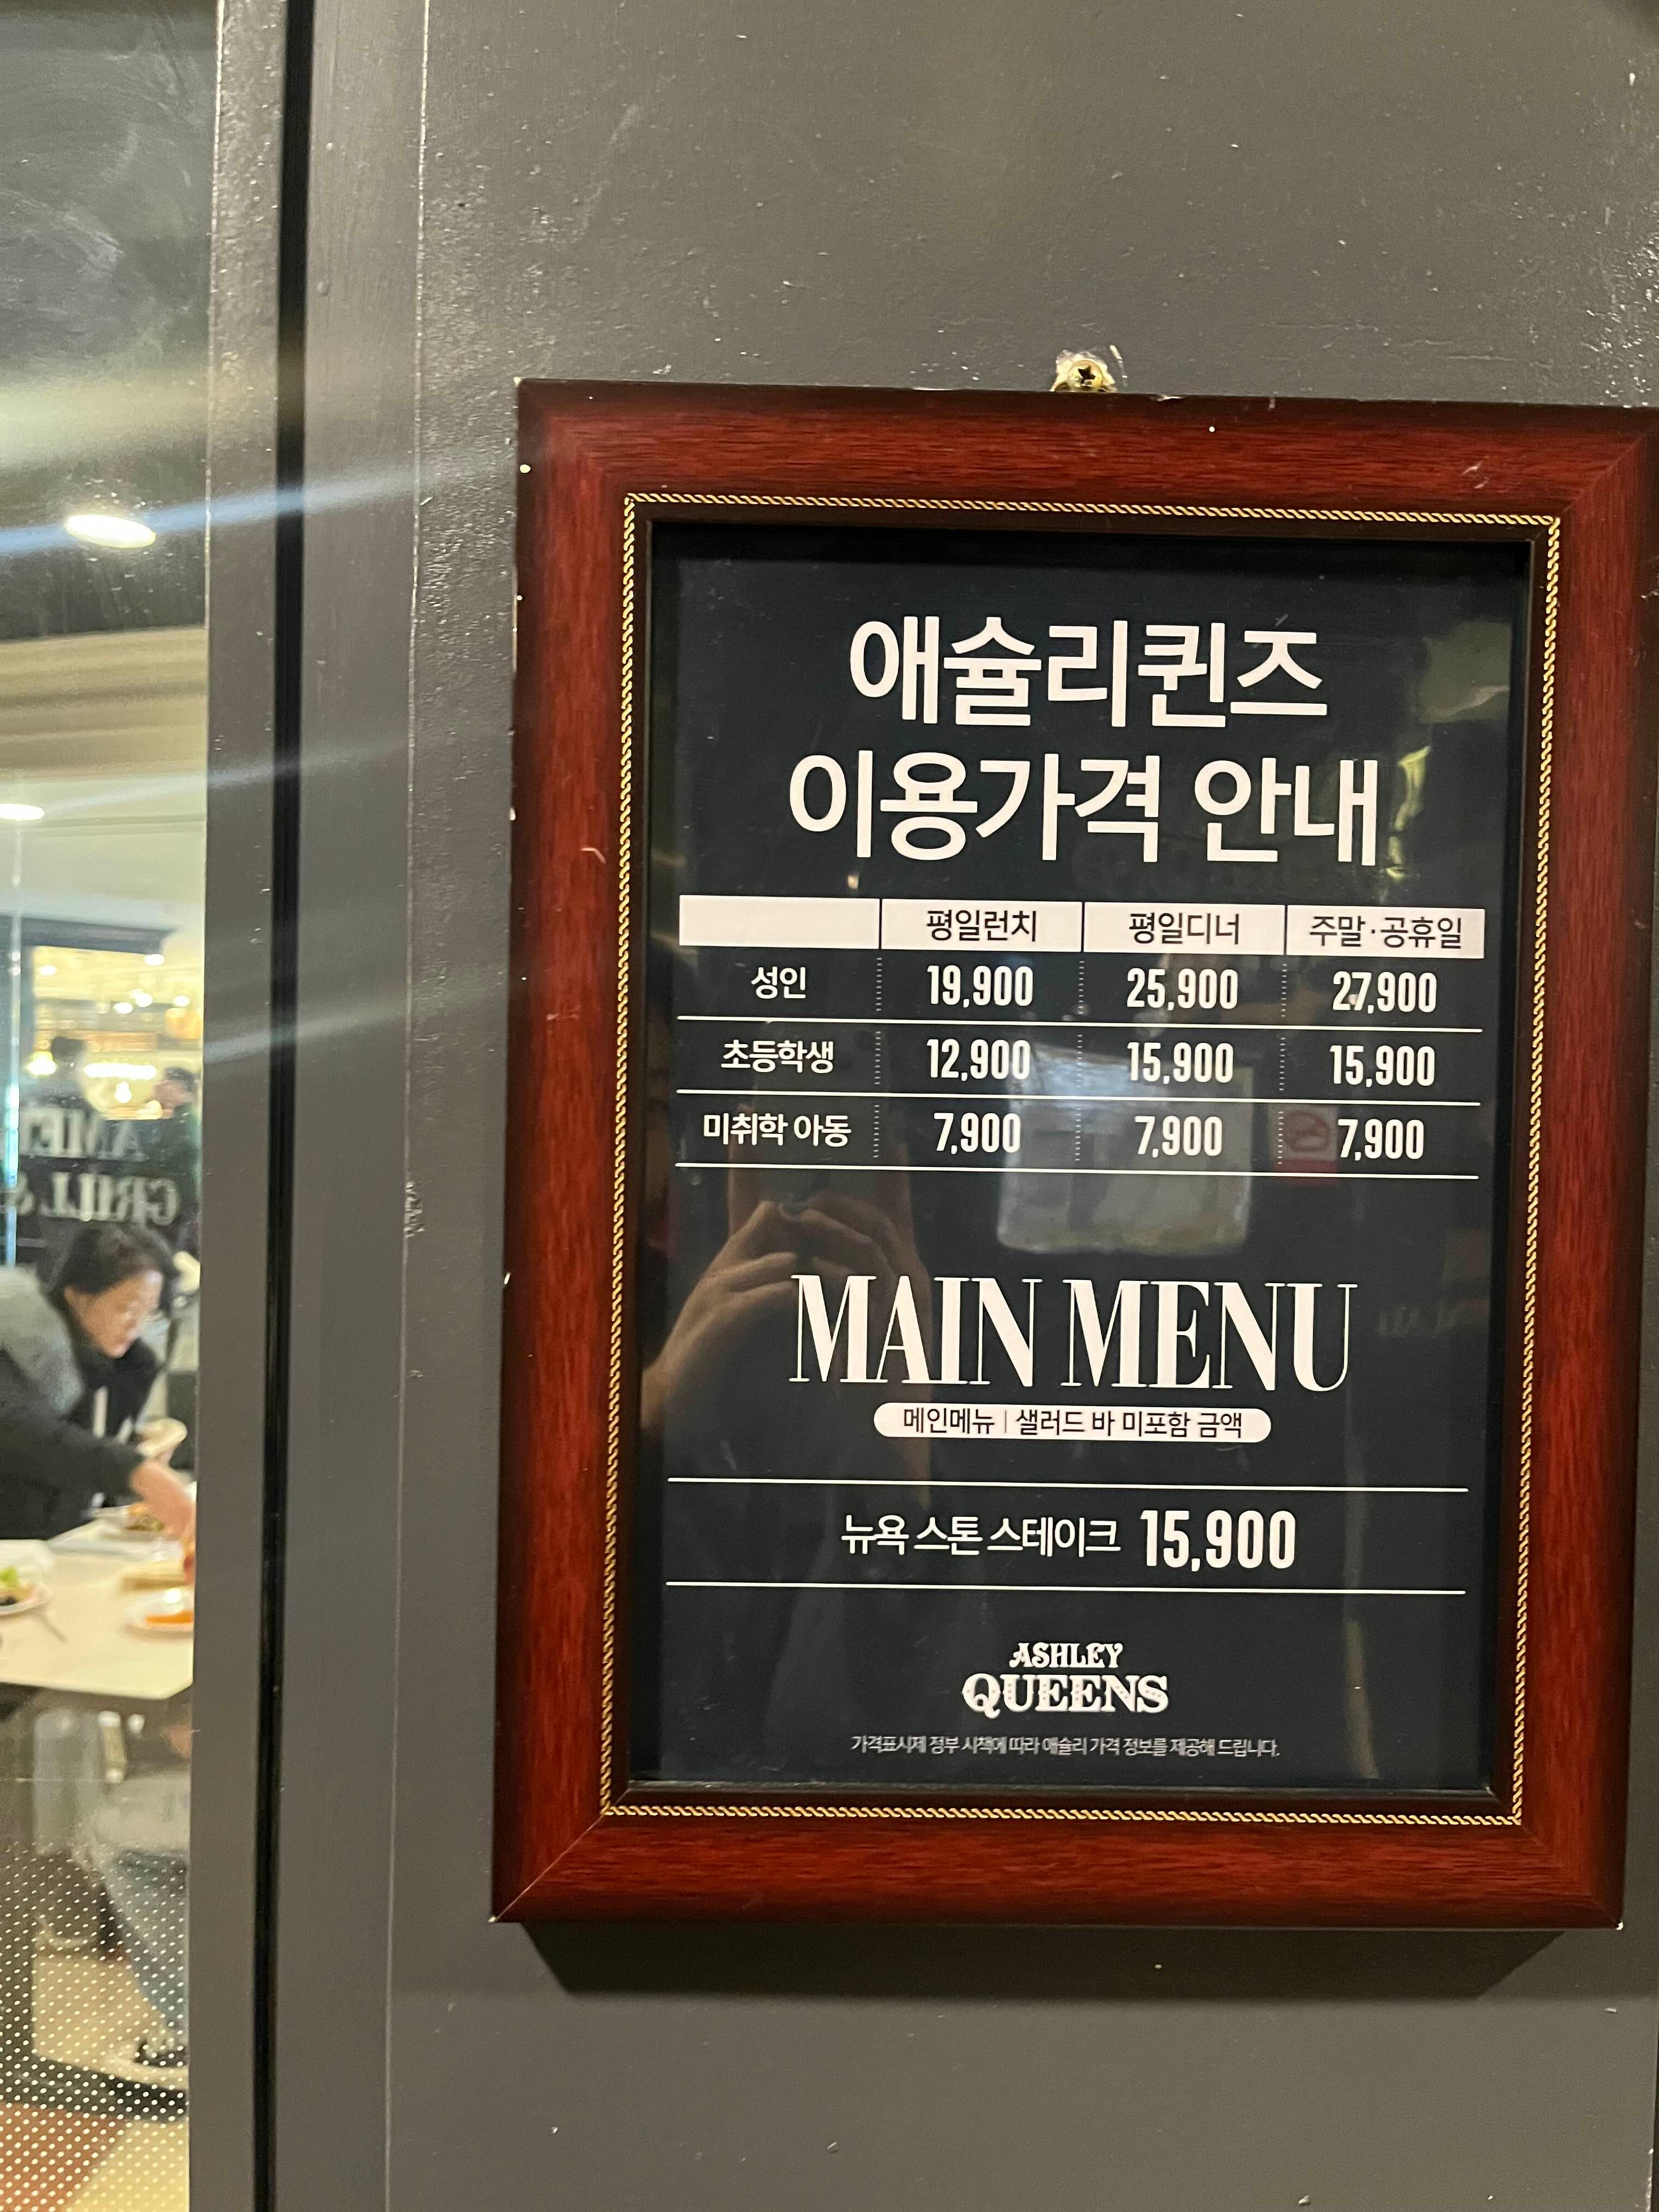 애슐리퀸즈
이용가격 안내
평일런치 평일디너 주말·공휴일
성인 19,900 25,900 27,900
초등학생 12,900 15,900 15,900
미취학 아동 7,900 7,900 7,900
MAIN MENU
메인메뉴 | 샐러드 바 미포함 금액
뉴욕 스톤 스테이크 15,900
ASHLEY
QUEENS
가격표시제 정부 시책에 따라 애슐리 가격 정보를 제공해 드립니다.
GRILL &